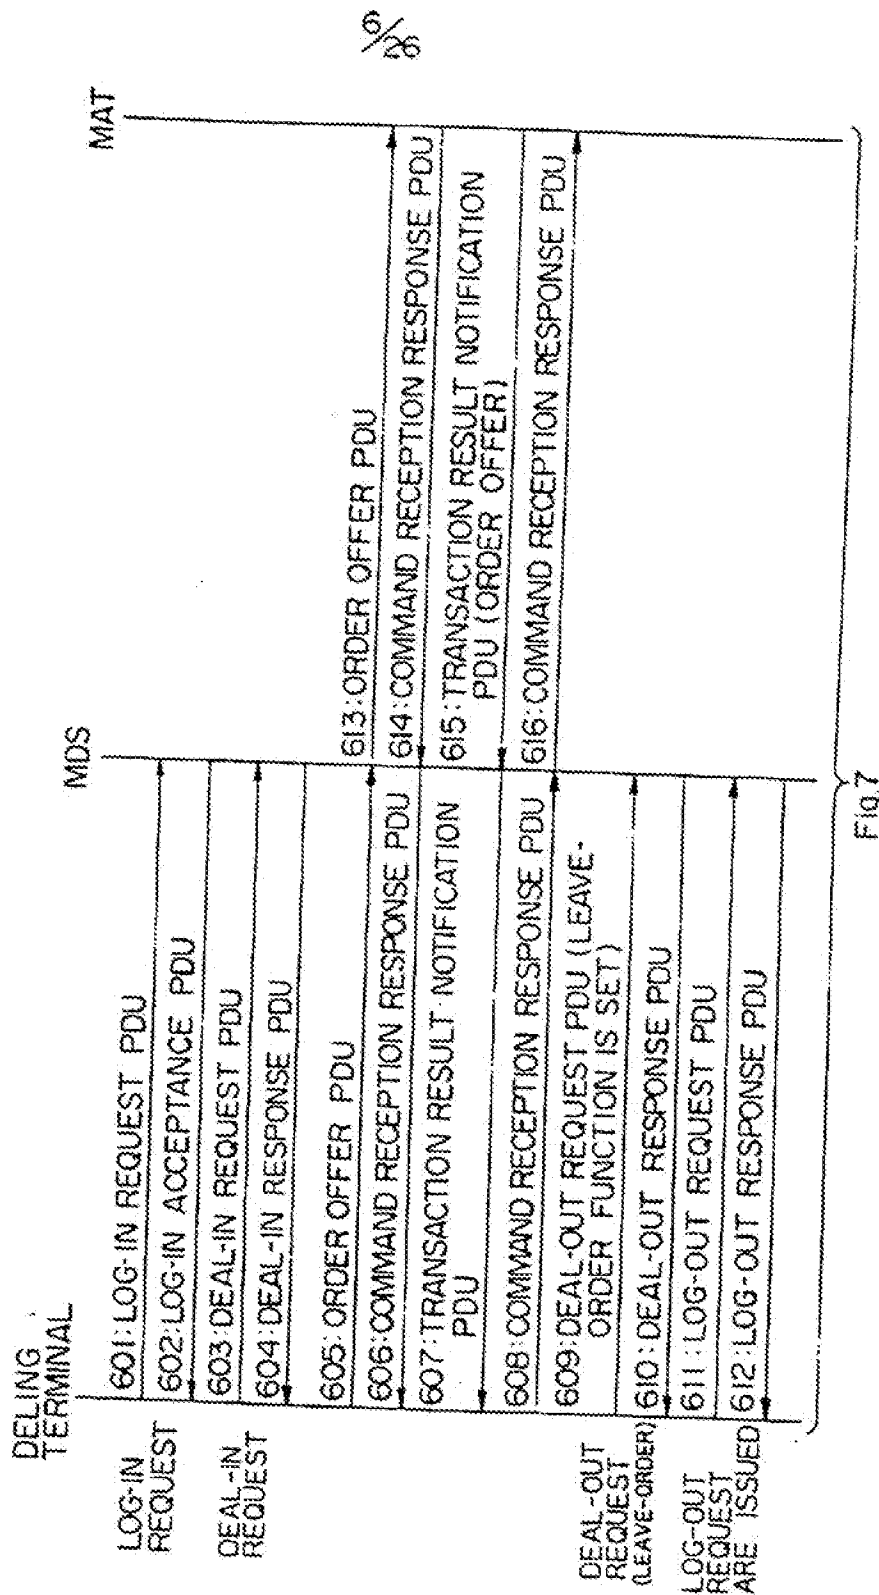 6/26
DELING
TERMINAL
MDS
MAT
LOG-IN
REQUEST
601:LOG-IN REQUEST PDU
602:LOG-IN ACCEPTANCE PDU
DEAL-IN
REQUEST
603:DEAL-IN REQUEST PDU
604:DEAL-IN RESPONSE PDU
605:ORDER OFFER PDU
613:ORDER OFFER PDU
606:COMMAND RECEPTION RESPONSE PDU
614:COMMAND RECEPTION RESPONSE PDU
607:TRANSACTION RESULT NOTIFICATION
PDU
615:TRANSACTION RESULT NOTIFICATION
PDU (ORDER OFFER)
608:COMMAND RECEPTION RESPONSE PDU
616:COMMAND RECEPTION RESPONSE PDU
DEAL-OUT
REQUEST
(LEAVE-ORDER)
609:DEAL-OUT REQUEST PDU (LEAVE-
ORDER FUNCTION IS SET)
610:DEAL-OUT RESPONSE PDU
LOG-OUT
REQUEST
ARE ISSUED
611:LOG-OUT REQUEST PDU
612:LOG-OUT RESPONSE PDU
Fig.7